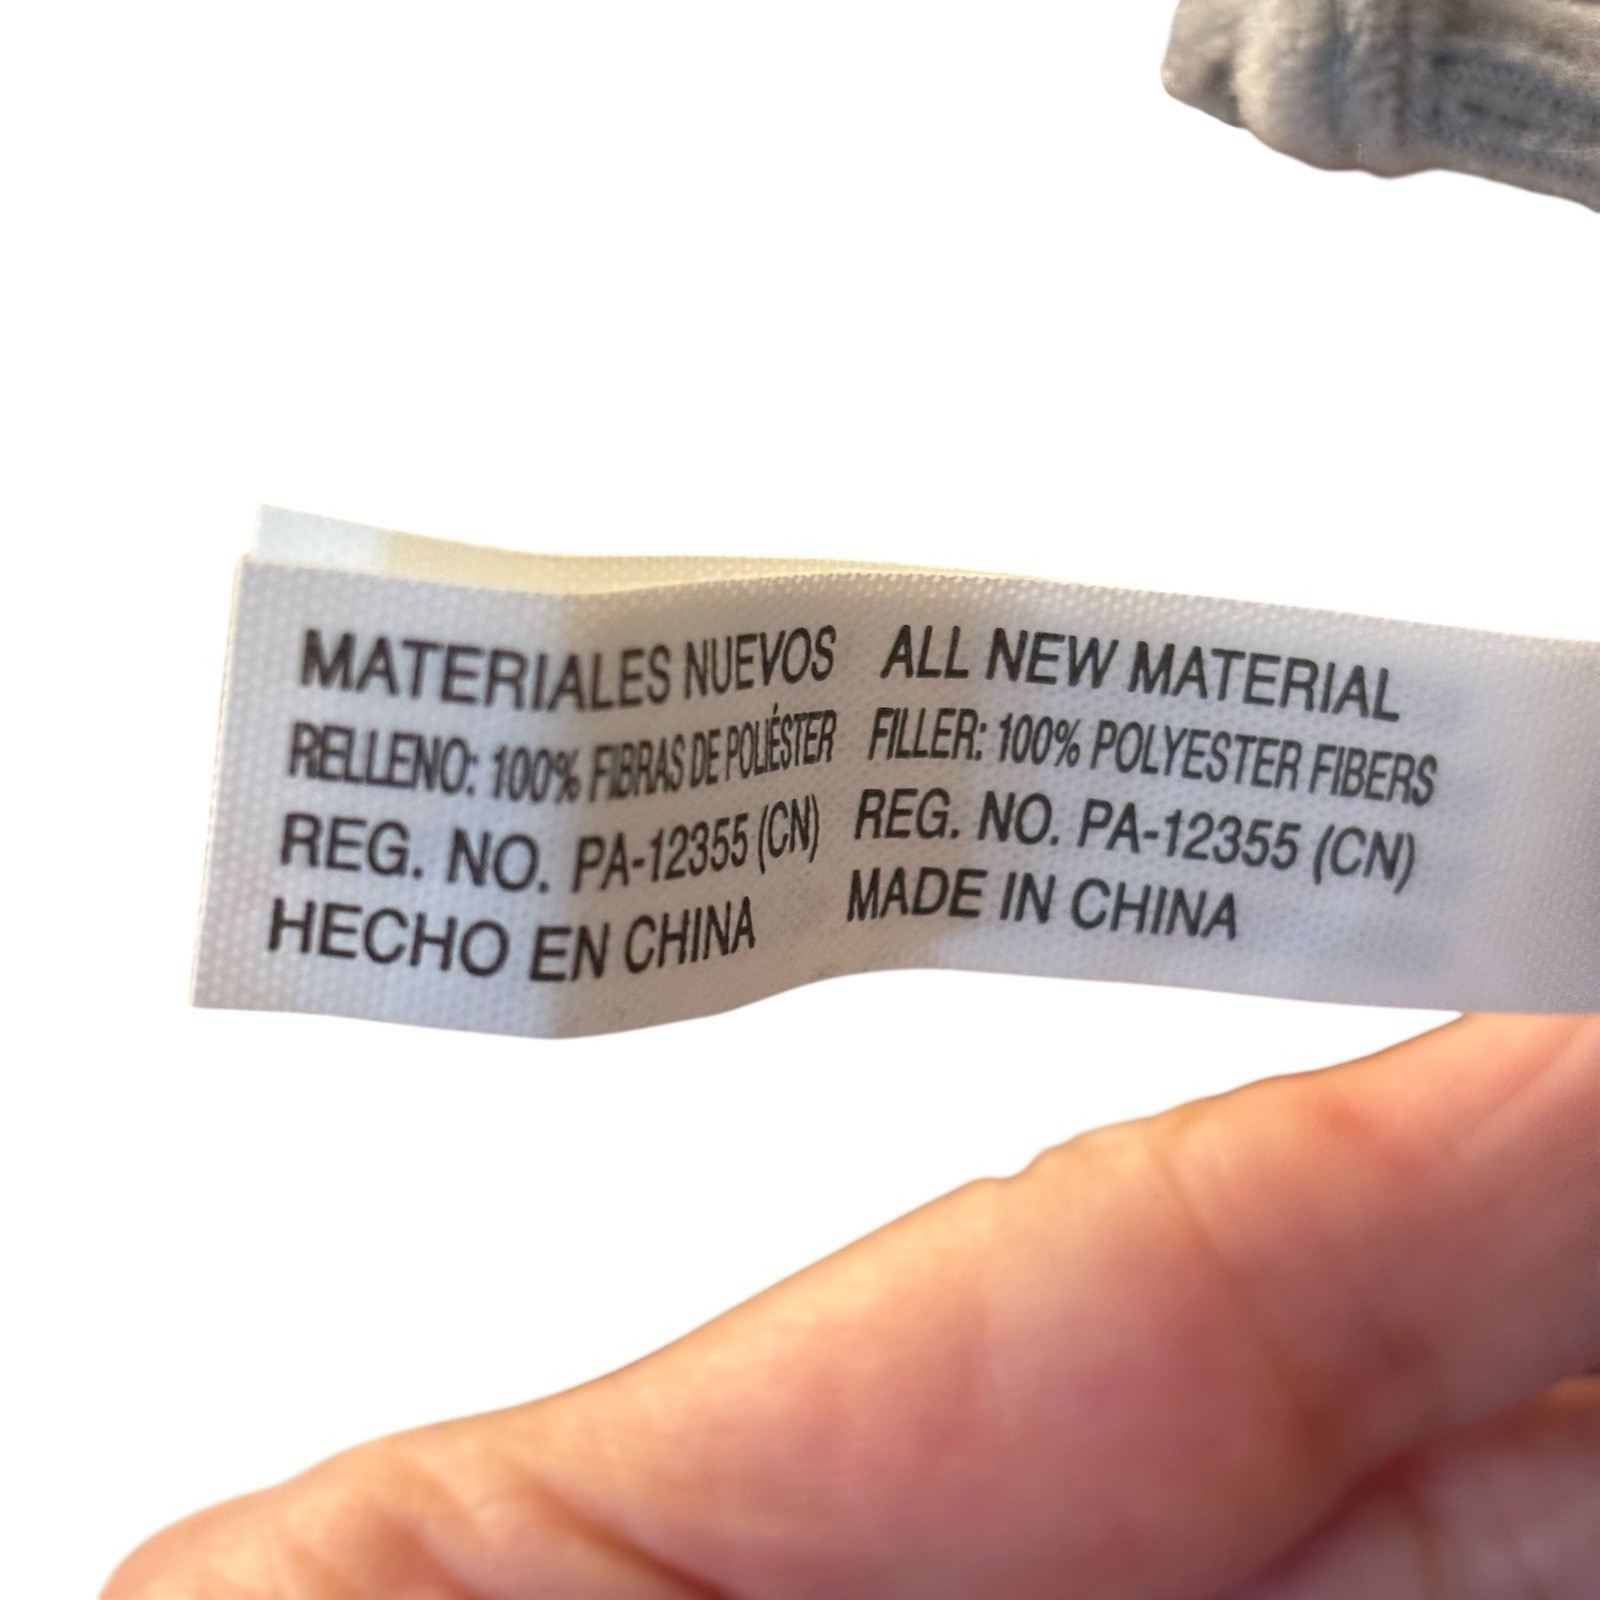 MATERIALES NUEVOS
RELLENO: 100% FIBRAS DE POLIÉSTER
REG. NO. PA-12355 (CN)
HECHO EN CHINA
ALL NEW MATERIAL
FILLER: 100% POLYESTER FIBERS
REG. NO. PA-12355 (CN)
MADE IN CHINA